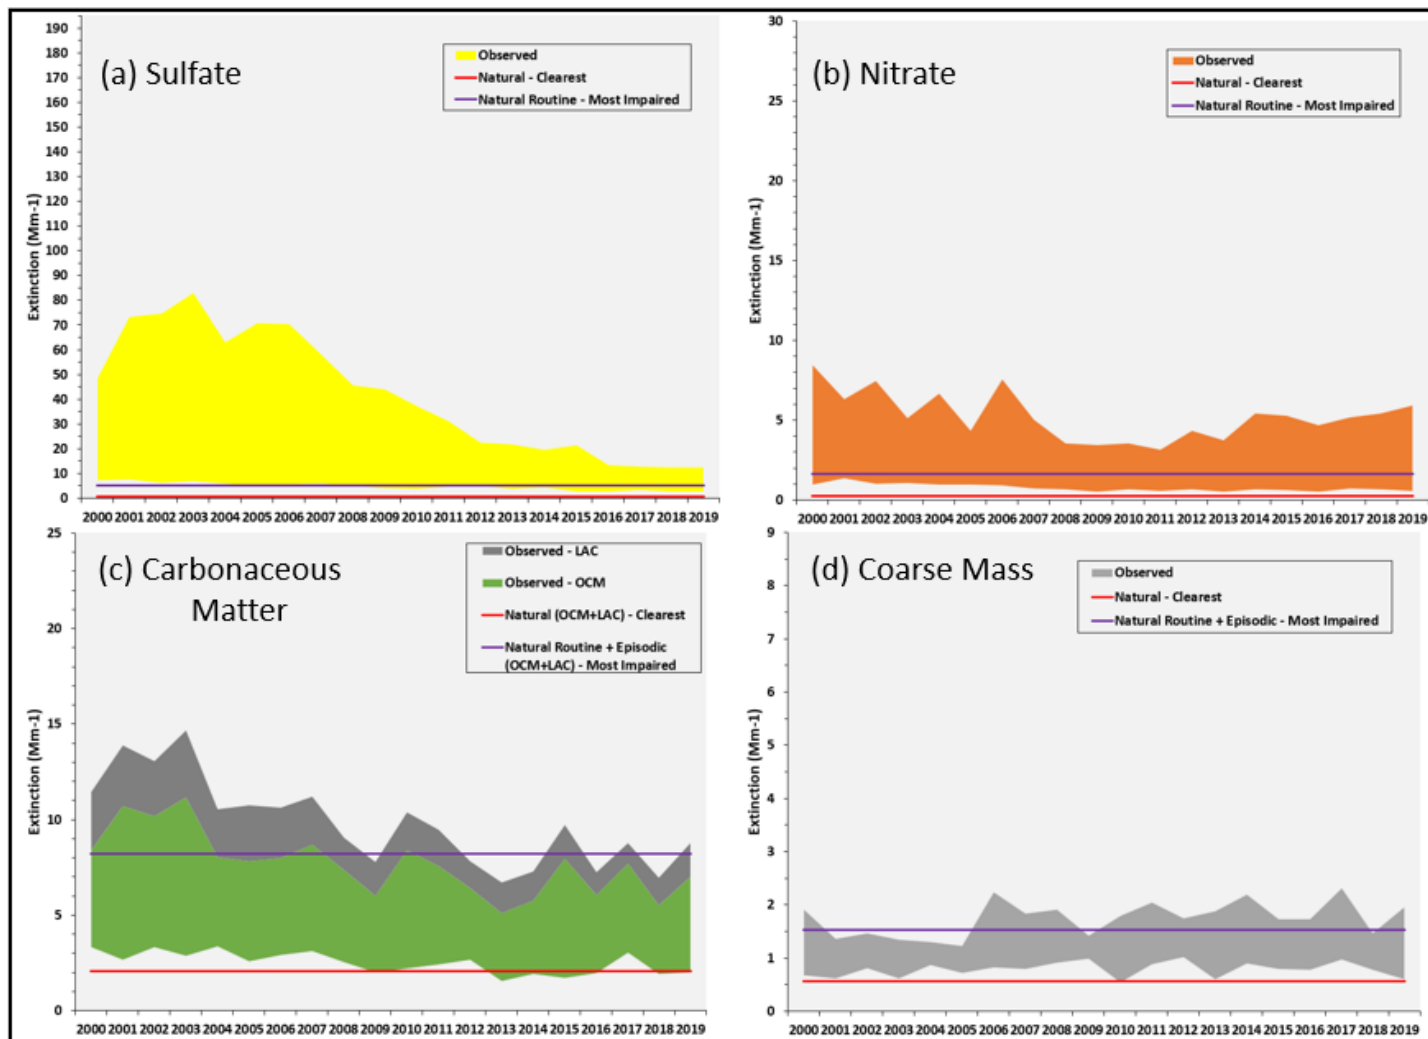 (a) Sulfate
Observed
Natural - Clearest
Natural Routine - Most Impaired
Extinction (Mm-1)
190
180
170
160
150
140
130
120
110
100
90
80
70
60
50
40
30
20
10
0
2000 2001 2002 2003 2004 2005 2006 2007 2008 2009 2010 2011 2012 2013 2014 2015 2016 2017 2018 2019
(b) Nitrate
Observed
Natural - Clearest
Natural Routine - Most Impaired
Extinction (Mm-1)
30
25
20
15
10
5
0
2000 2001 2002 2003 2004 2005 2006 2007 2008 2009 2010 2011 2012 2013 2014 2015 2016 2017 2018 2019
(c) Carbonaceous
Matter
Observed - LAC
Observed - OCM
Natural (OCM+LAC) - Clearest
Natural Routine + Episodic
(OCM+LAC) - Most Impaired
Extinction (Mm-1)
25
20
15
10
5
0
2000 2001 2002 2003 2004 2005 2006 2007 2008 2009 2010 2011 2012 2013 2014 2015 2016 2017 2018 2019
(d) Coarse Mass
Observed
Natural - Clearest
Natural Routine + Episodic - Most Impaired
Extinction (Mm-1)
9
8
7
6
5
4
3
2
1
0
2000 2001 2002 2003 2004 2005 2006 2007 2008 2009 2010 2011 2012 2013 2014 2015 2016 2017 2018 2019